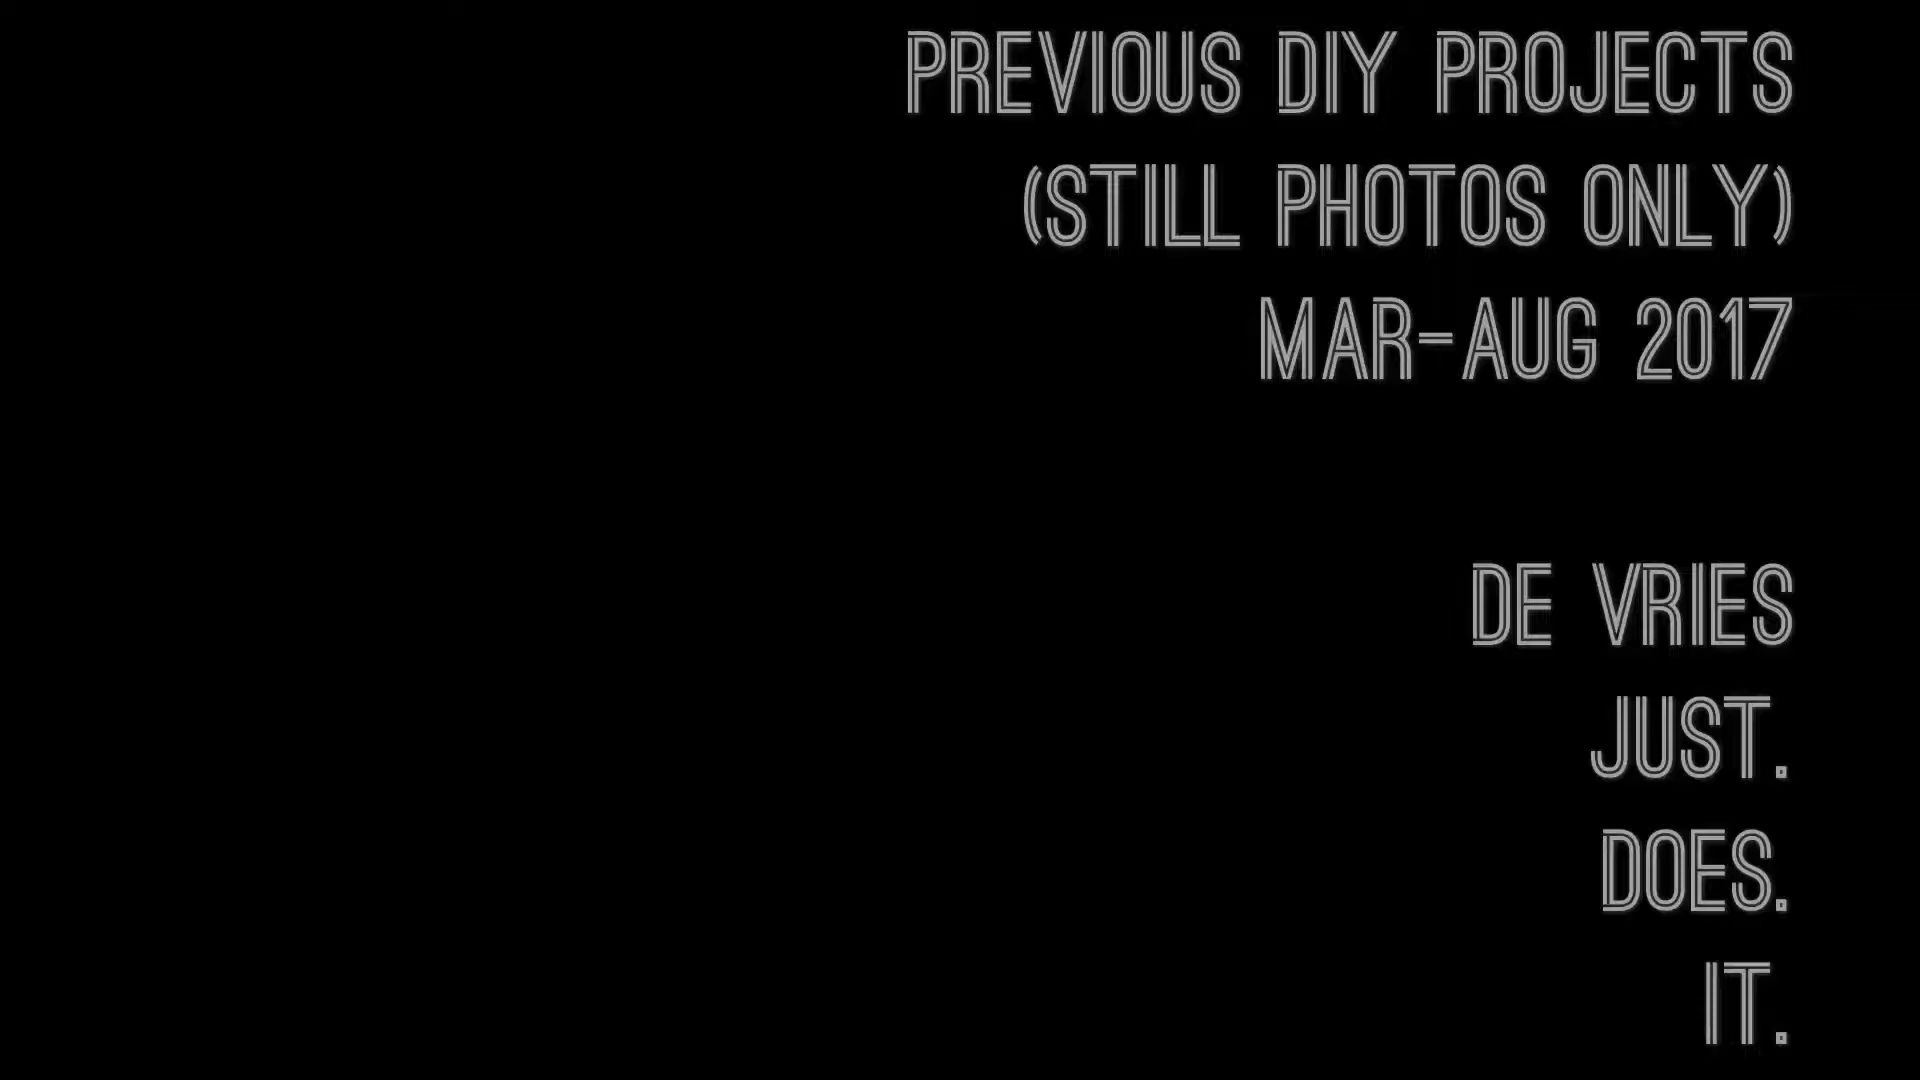 PREVIOUS DIY PROJECTS
(STILL PHOTOS ONLY)
MAR-AUG 2017
DE VRIES
JUST.
DOES.
IT.